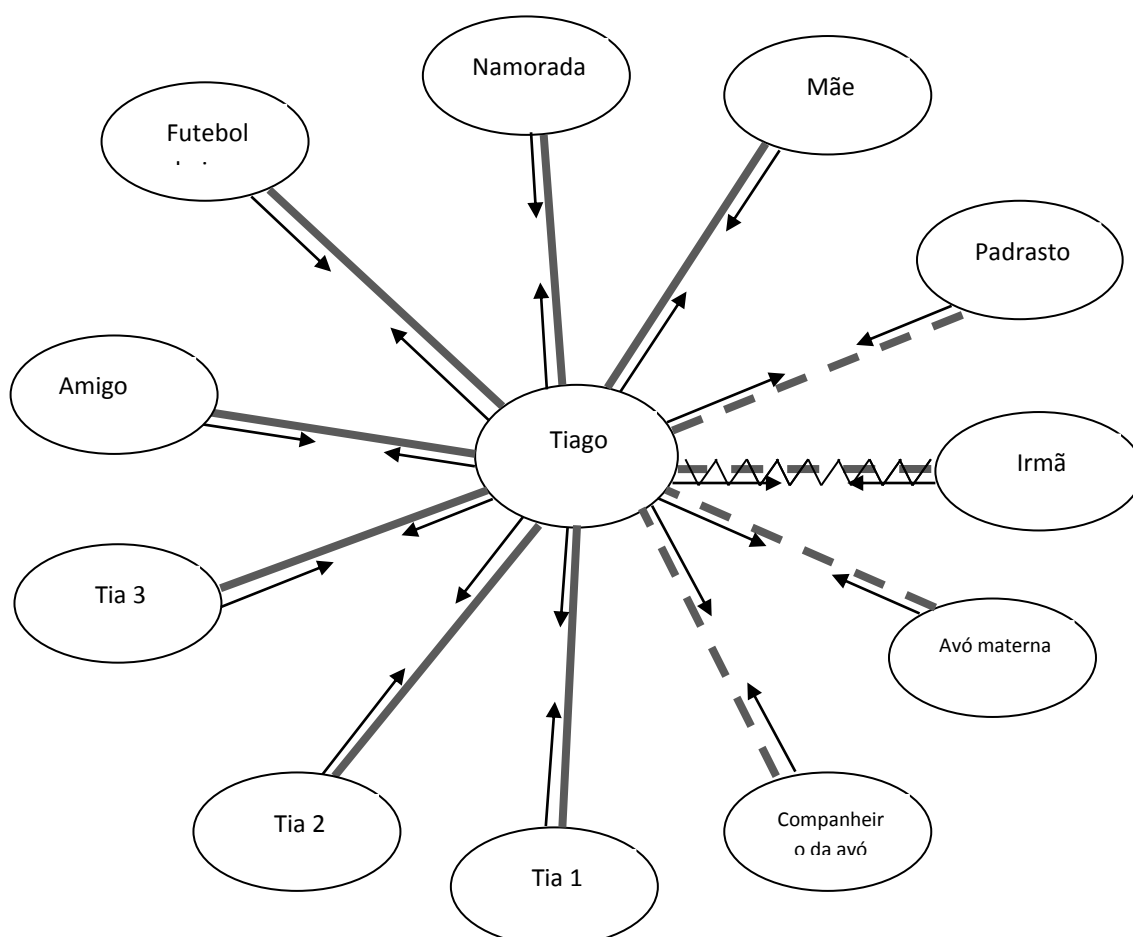 Namorada
Mãe
Futebol
Padrasto
Amigo
Tiago
Irmã
Tia 3
Avó materna
Tia 2
Companheir
o da avó
Tia 1